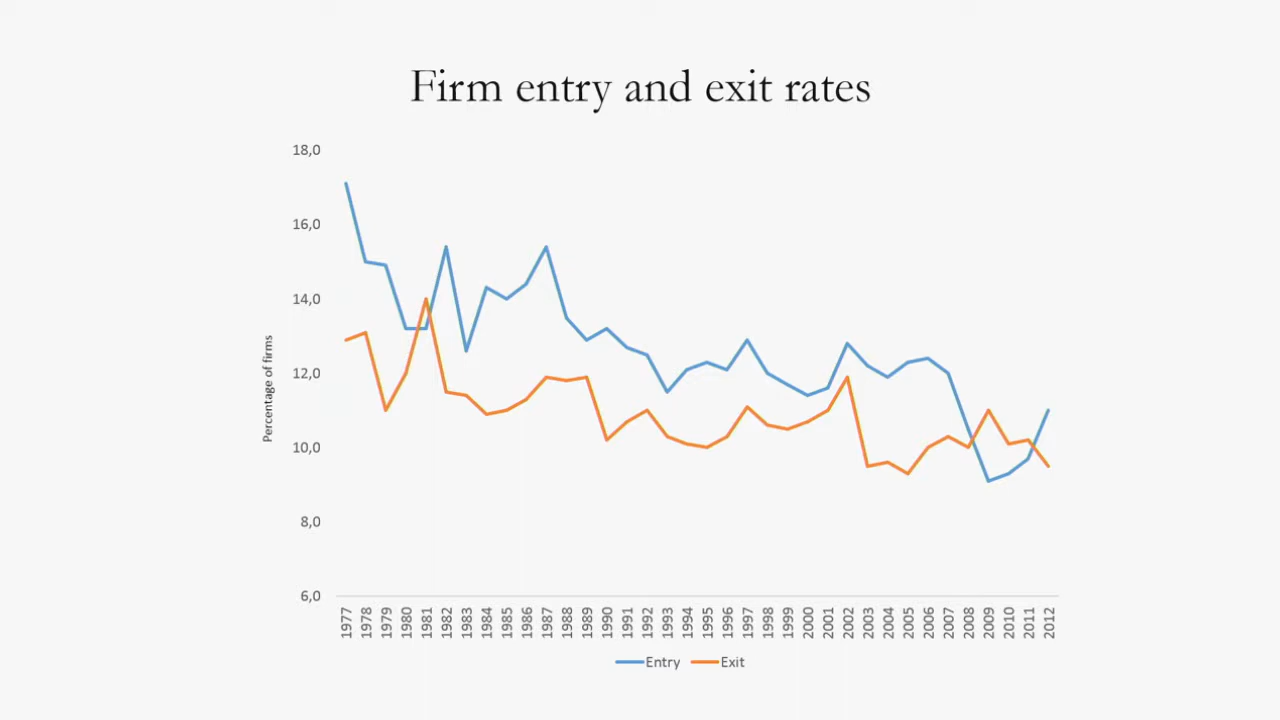 Firm entry and exit rates
18,0
16,0
14,0
12,0
10,0
8,0
6,0
Percentage of firms
1977 1978 1979 1980 1981 1982 1983 1984 1985 1986 1987 1988 1989 1990 1991 1992 1993 1994 1995 1996 1997 1998 1999 2000 2001 2002 2003 2004 2005 2006 2007 2008 2009 2010 2011 2012
Entry Exit